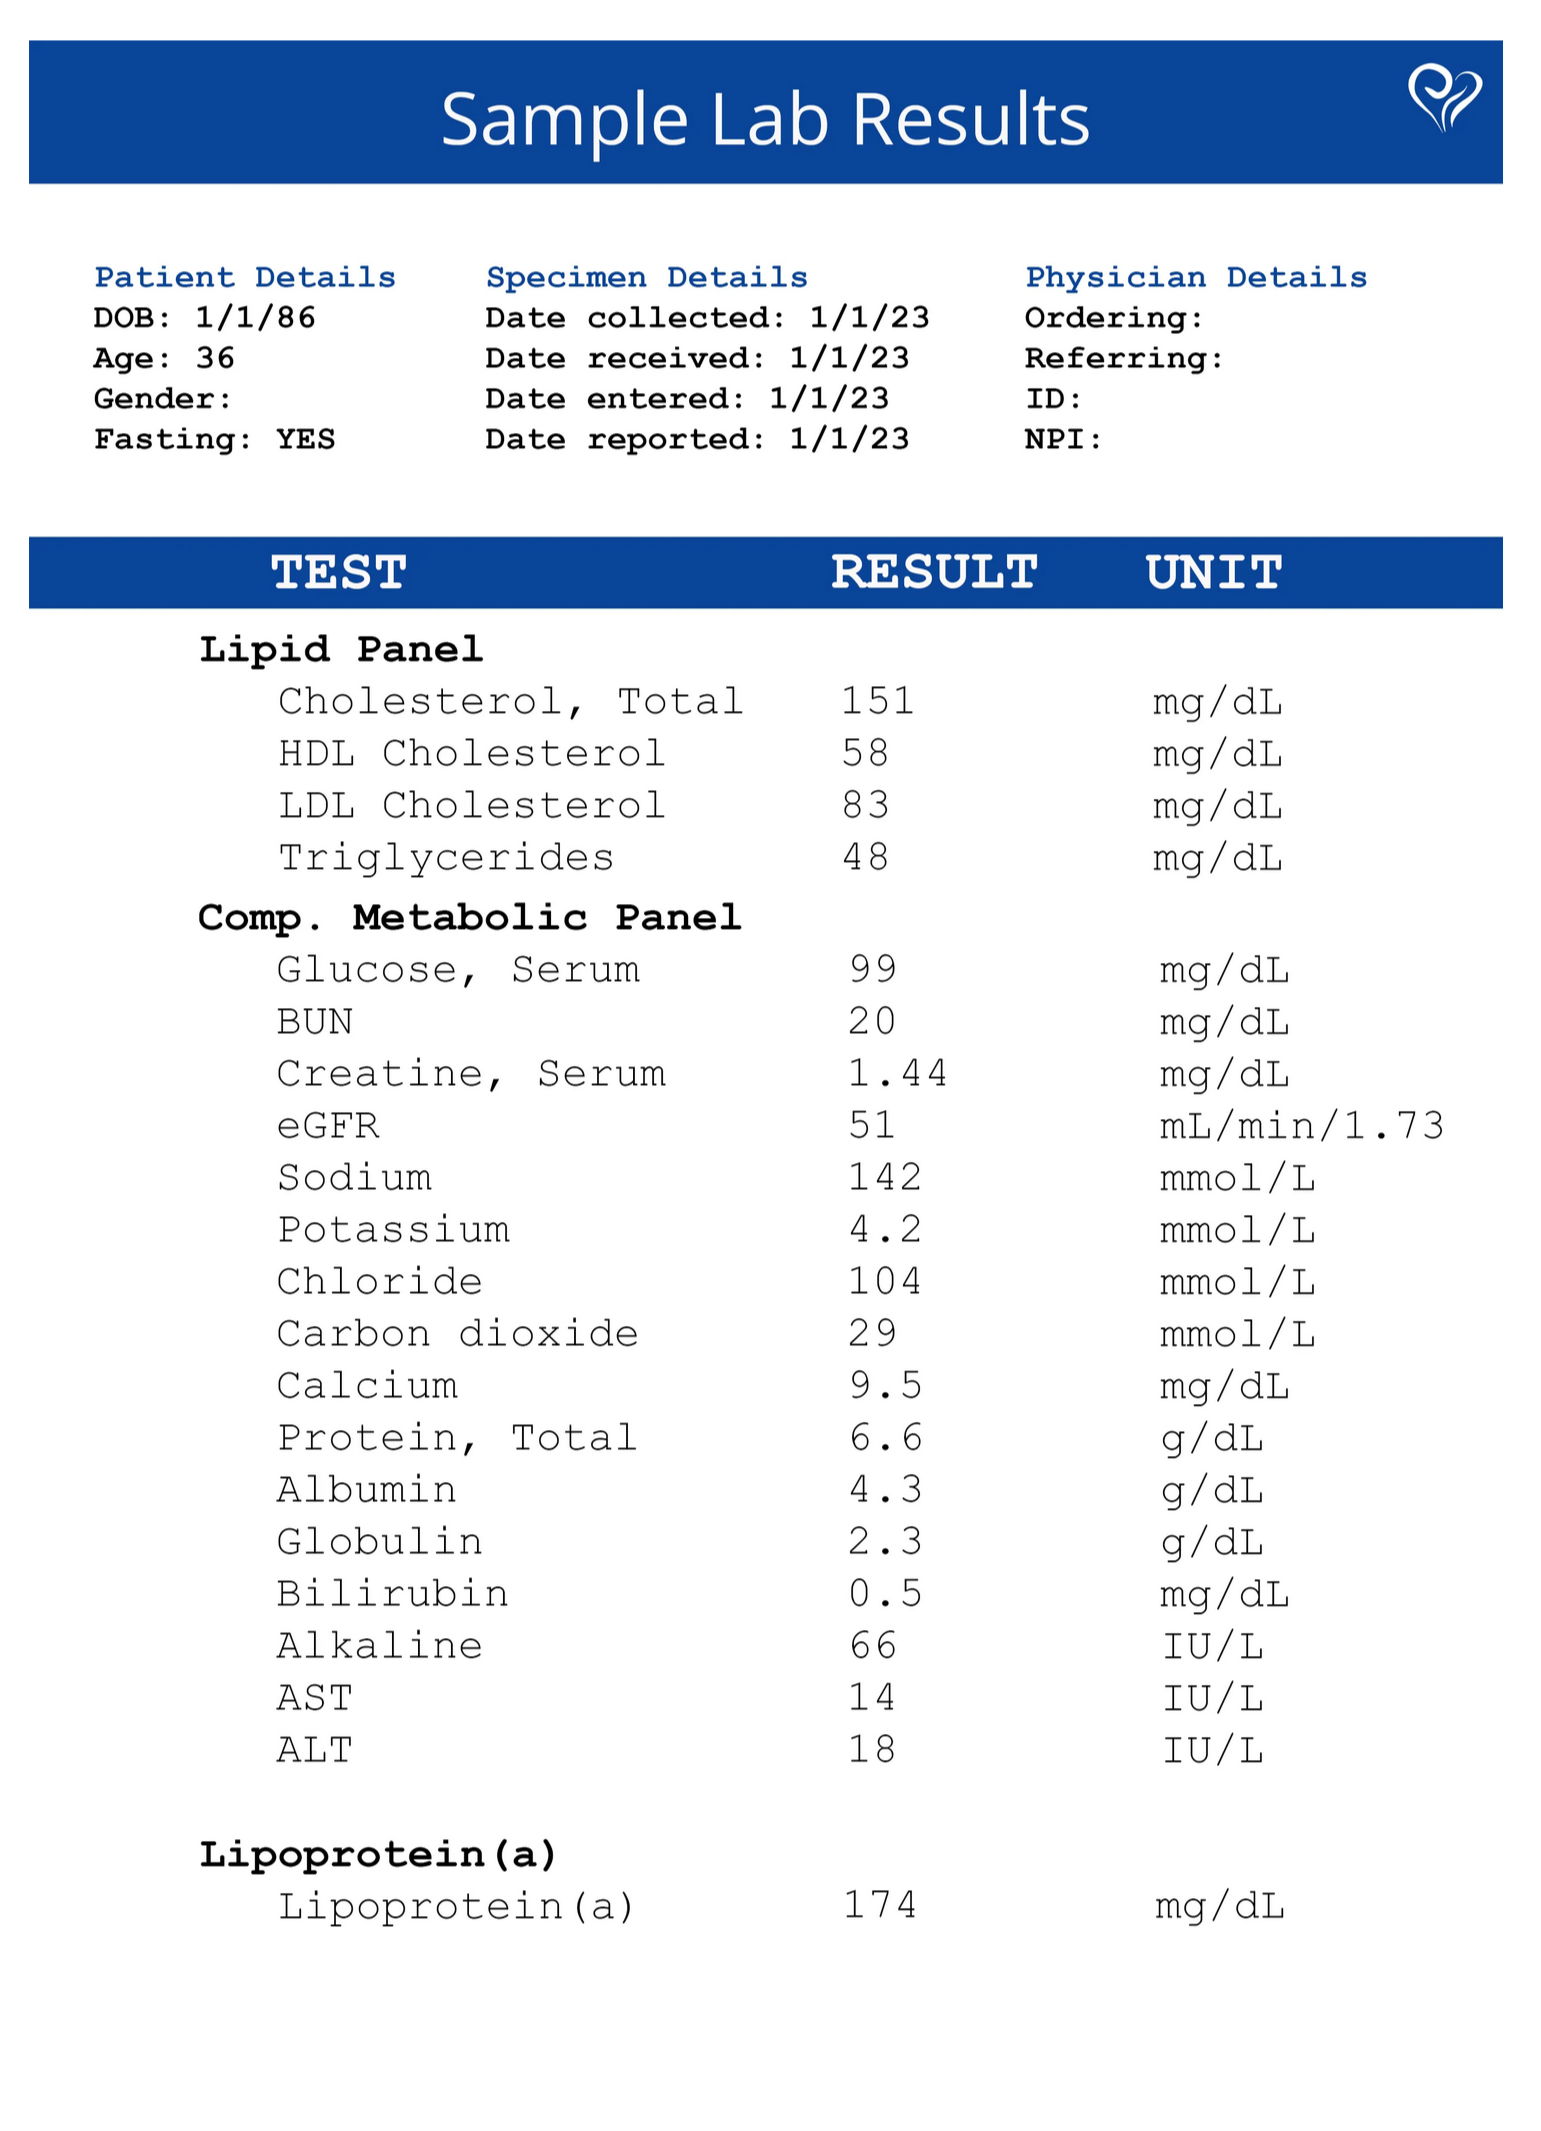 Sample Lab Results
Patient Details
DOB: 1/1/86
Age: 36
Gender:
Fasting: YES
Specimen Details
Date collected: 1/1/23
Date received: 1/1/23
Date entered: 1/1/23
Date reported: 1/1/23
Physician Details
Ordering:
Referring:
ID:
NPI:
TEST RESULT UNIT
Lipid Panel
Cholesterol, Total 151 mg/dL
HDL Cholesterol 58 mg/dL
LDL Cholesterol 83 mg/dL
Triglycerides 48 mg/dL
Comp. Metabolic Panel
Glucose, Serum 99 mg/dL
BUN 20 mg/dL
Creatine, Serum 1.44 mg/dL
eGFR 51 mL/min/1.73
Sodium 142 mmol/L
Potassium 4.2 mmol/L
Chloride 104 mmol/L
Carbon dioxide 29 mmol/L
Calcium 9.5 mg/dL
Protein, Total 6.6 g/dL
Albumin 4.3 g/dL
Globulin 2.3 g/dL
Bilirubin 0.5 mg/dL
Alkaline 66 IU/L
AST 14 IU/L
ALT 18 IU/L
Lipoprotein(a)
Lipoprotein(a) 174 mg/dL